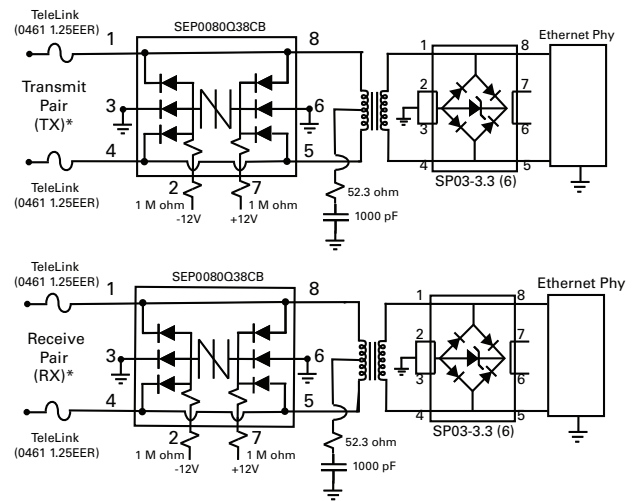 TeleLink
(0461 1.25EER)
SEP0080Q38CB
Ethernet Phy
1
8
1
8
Transmit
Pair
(TX)*
3
6
2
7
3
6
4
5
4
5
2
7
SP03-3.3 (6)
TeleLink
(0461 1.25EER)
1 M ohm
1 M ohm
52.3 ohm
-12V
+12V
1000 pF
TeleLink
(0461 1.25EER)
SEP0080Q38CB
Ethernet Phy
1
8
1
8
Receive
Pair
(RX)*
3
6
2
7
3
6
4
5
4
5
2
7
SP03-3.3 (6)
TeleLink
(0461 1.25EER)
1 M ohm
1 M ohm
52.3 ohm
-12V
+12V
1000 pF